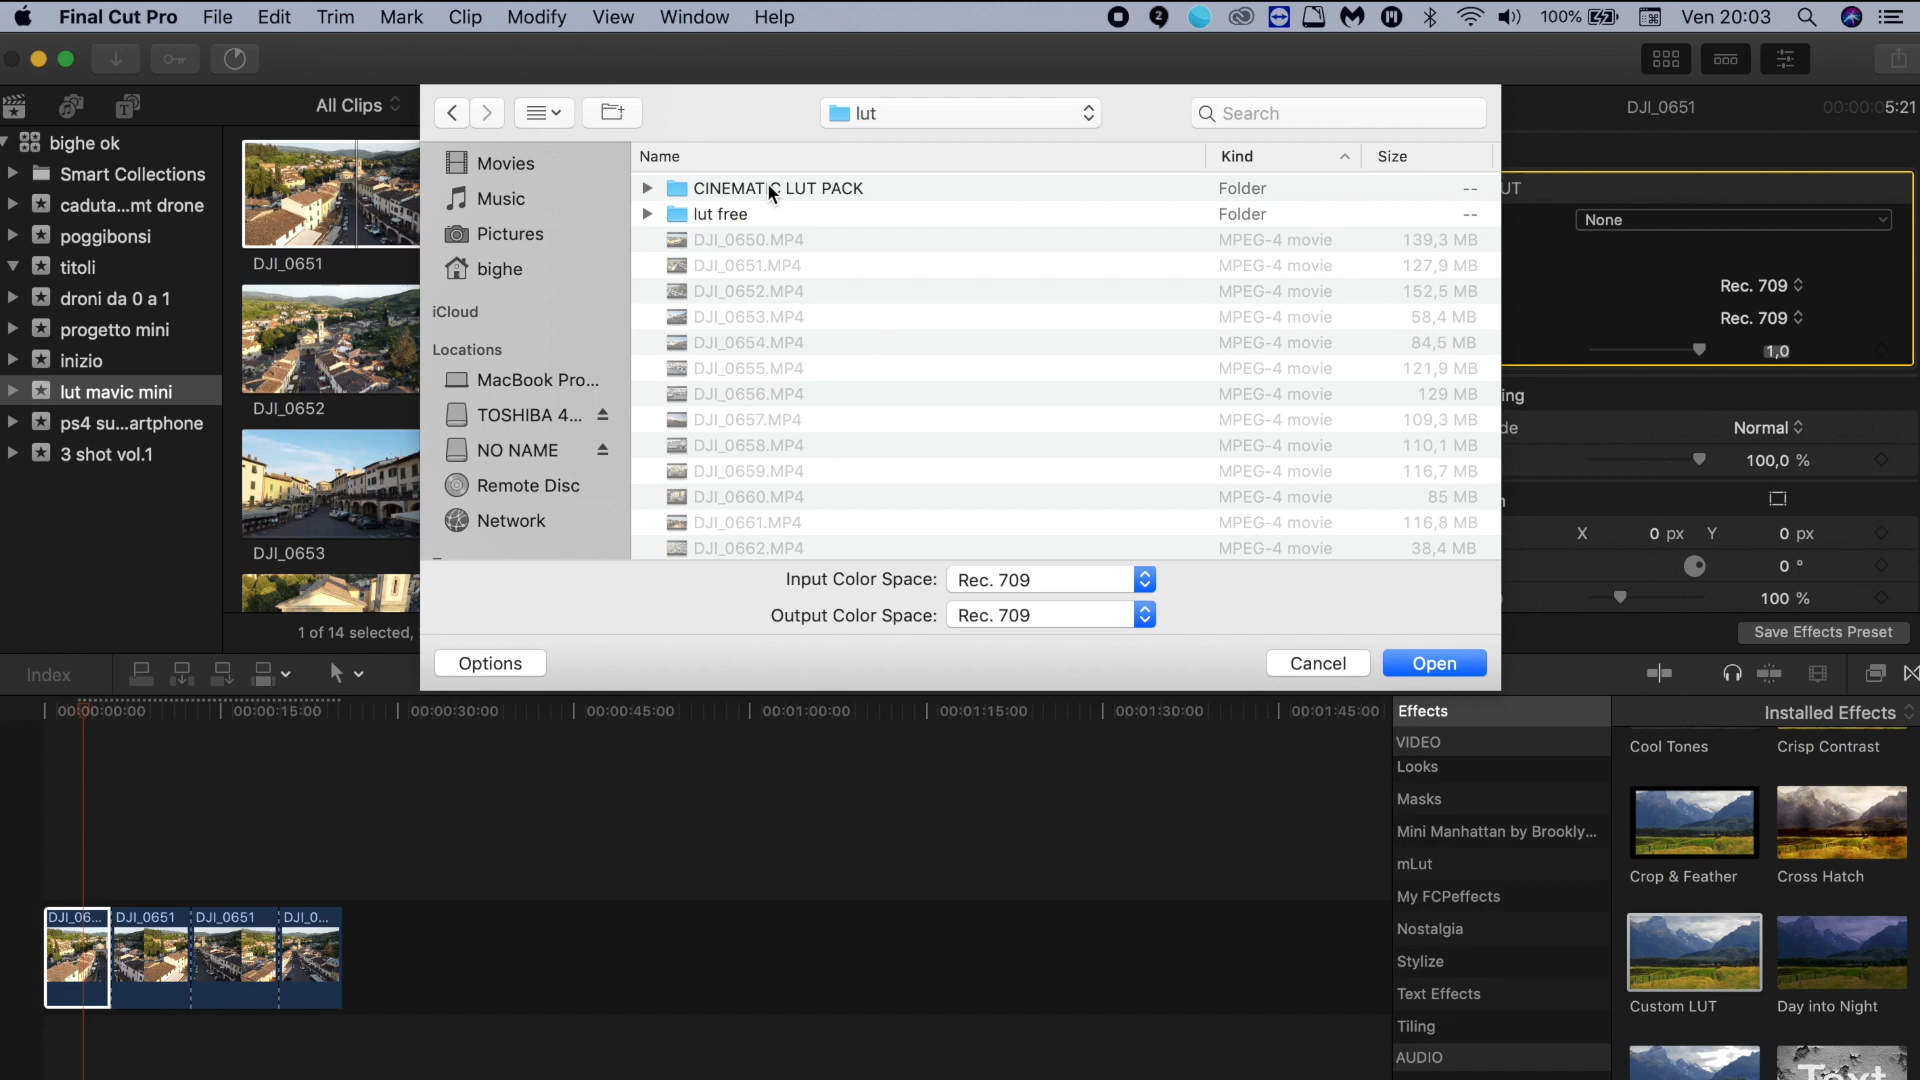 Final Cut Pro File Edit Trim Mark Clip Modify View Window Help 2 100% Ven 20:03
All Clips
bighe ok
Smart Collections
caduta...mt drone
poggibonsi
titoli
droni da 0 a 1
progetto mini
inizio
lut mavic mini
ps4 su...artphone
3 shot vol.1
DJI_0651
DJI_0652
DJI_0653
1 of 14 selected,
lut
Search
Movies
Music
Pictures
bighe
iCloud
Locations
MacBook Pro...
TOSHIBA 4...
NO NAME
Remote Disc
Network
Name Kind Size
CINEMATIC LUT PACK Folder --
lut free Folder --
DJI_0650.MP4 MPEG-4 movie 139,3 MB
DJI_0651.MP4 MPEG-4 movie 127,9 MB
DJI_0652.MP4 MPEG-4 movie 152,5 MB
DJI_0653.MP4 MPEG-4 movie 58,4 MB
DJI_0654.MP4 MPEG-4 movie 84,5 MB
DJI_0655.MP4 MPEG-4 movie 121,9 MB
DJI_0656.MP4 MPEG-4 movie 129 MB
DJI_0657.MP4 MPEG-4 movie 109,3 MB
DJI_0658.MP4 MPEG-4 movie 110,1 MB
DJI_0659.MP4 MPEG-4 movie 116,7 MB
DJI_0660.MP4 MPEG-4 movie 85 MB
DJI_0661.MP4 MPEG-4 movie 116,8 MB
DJI_0662.MP4 MPEG-4 movie 38,4 MB
Input Color Space: Rec. 709
Output Color Space: Rec. 709
Options Cancel Open
DJI_0651 00:00:05:21
UT
None
Rec. 709
Rec. 709
1,0
ing
de Normal
100,0 %
X 0 px Y 0 px
0 °
100 %
Save Effects Preset
Index
00:00:00:00 00:00:15:00 00:00:30:00 00:00:45:00 00:01:00:00 00:01:15:00 00:01:30:00 00:01:45:00
DJI_06... DJI_0651 DJI_0651 DJI_0...
Effects Installed Effects
VIDEO
Looks
Masks
Mini Manhattan by Brookly...
mLut
My FCPeffects
Nostalgia
Stylize
Text Effects
Tiling
AUDIO
Cool Tones Crisp Contrast
Crop & Feather Cross Hatch
Custom LUT Day into Night
Text